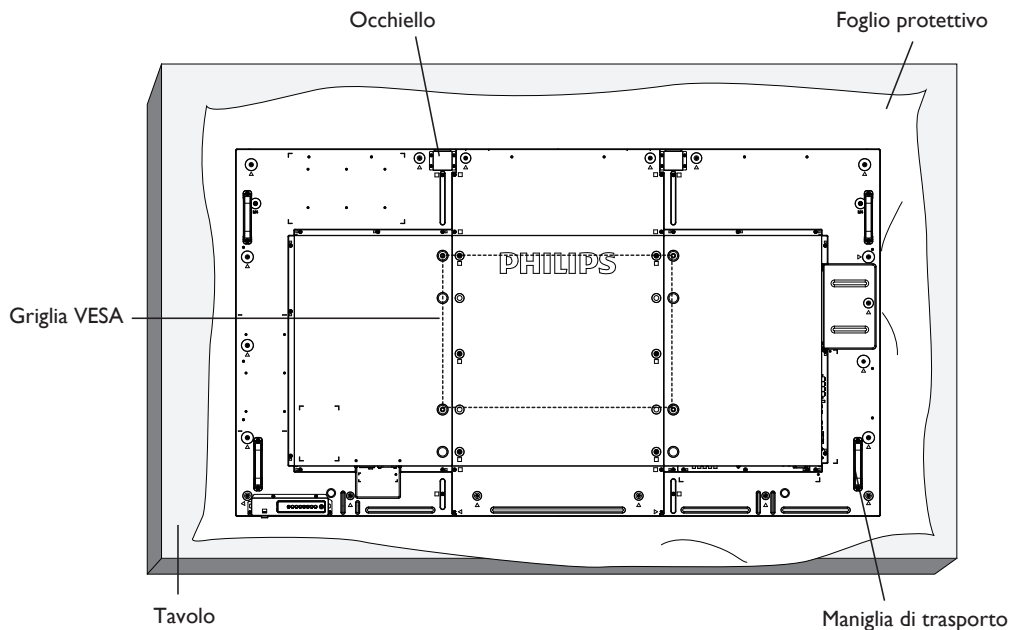 Occhiello
Foglio protettivo
PHILIPS
Griglia VESA
Tavolo
Maniglia di trasporto